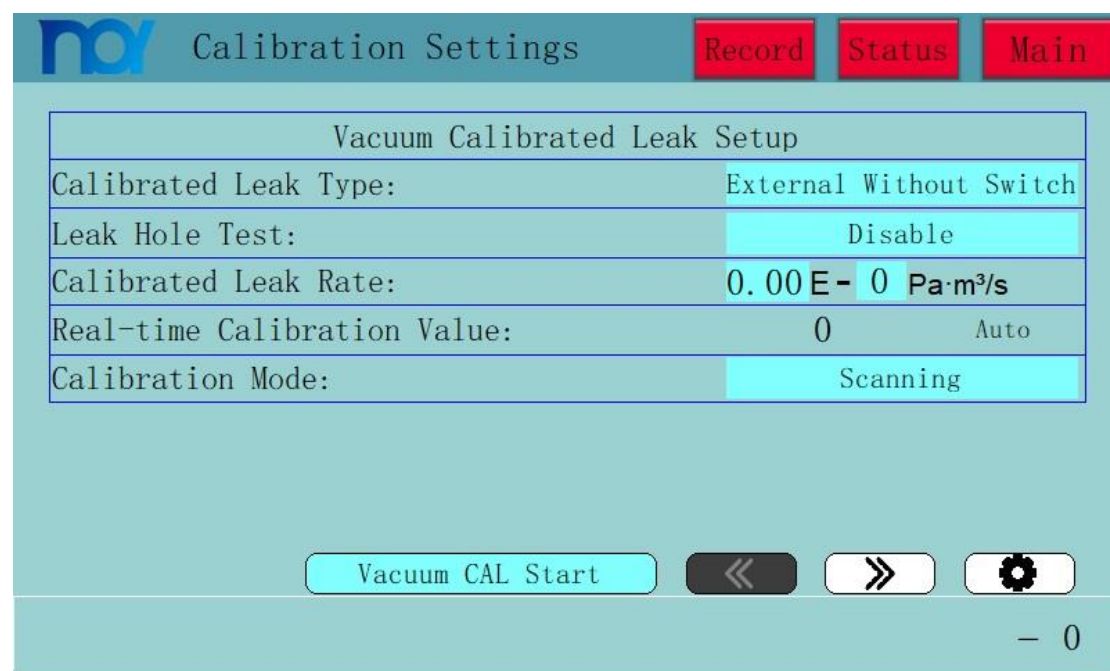 Calibration Settings Record Status Main
Vacuum Calibrated Leak Setup
Calibrated Leak Type: External Without Switch
Leak Hole Test: Disable
Calibrated Leak Rate: 0.00 E - 0 Pa·m³/s
Real-time Calibration Value: 0 Auto
Calibration Mode: Scanning
Vacuum CAL Start
- 0